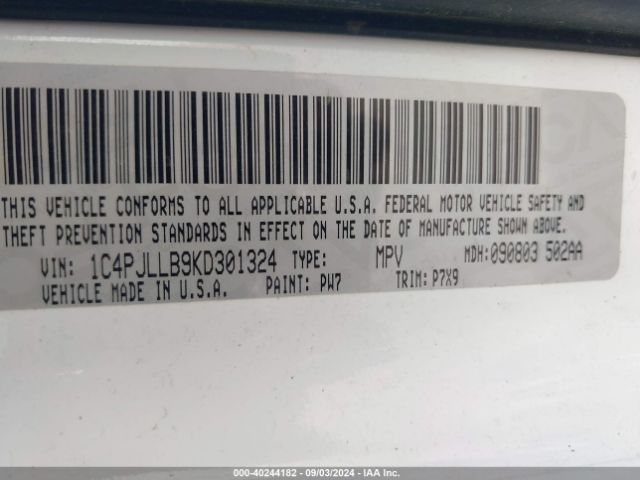 THIS VEHICLE CONFORMS TO ALL APPLICABLE U.S.A. FEDERAL MOTOR VEHICLE SAFETY AND
THEFT PREVENTION STANDARDS IN EFFECT ON THE DATE OF MANUFACTURE SHOWN ABOVE.
VIN: 1C4PJLLB9KD301324 TYPE: MPV MDH:090803 502AA
VEHICLE MADE IN U.S.A. PAINT: PW7 TRIM:P7X9
000-40244182 - 09/03/2024 - IAA Inc.